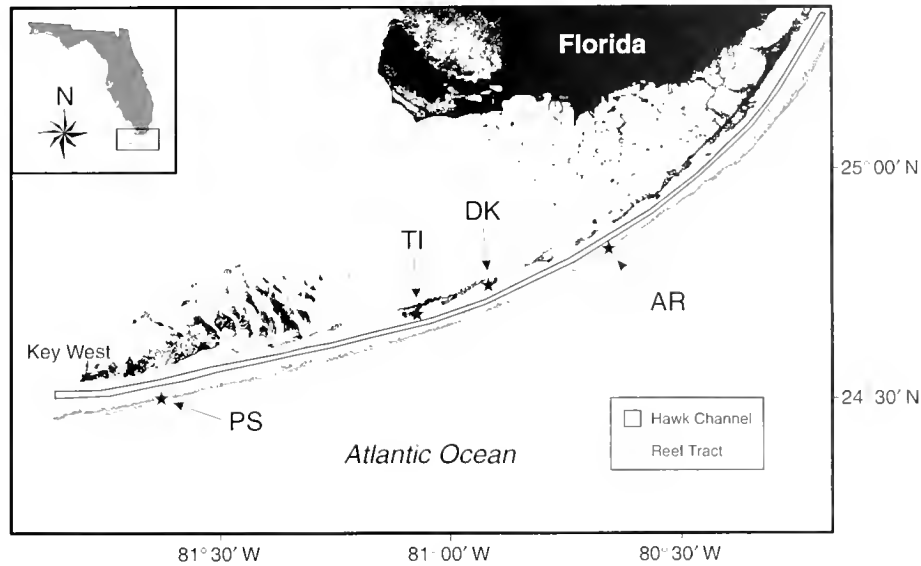 Florida
N
25° 00' N
DK
TI
AR
Key West
24° 30' N
PS
Hawk Channel
Reef Tract
Atlantic Ocean
81° 30' W
81° 00' W
80° 30' W